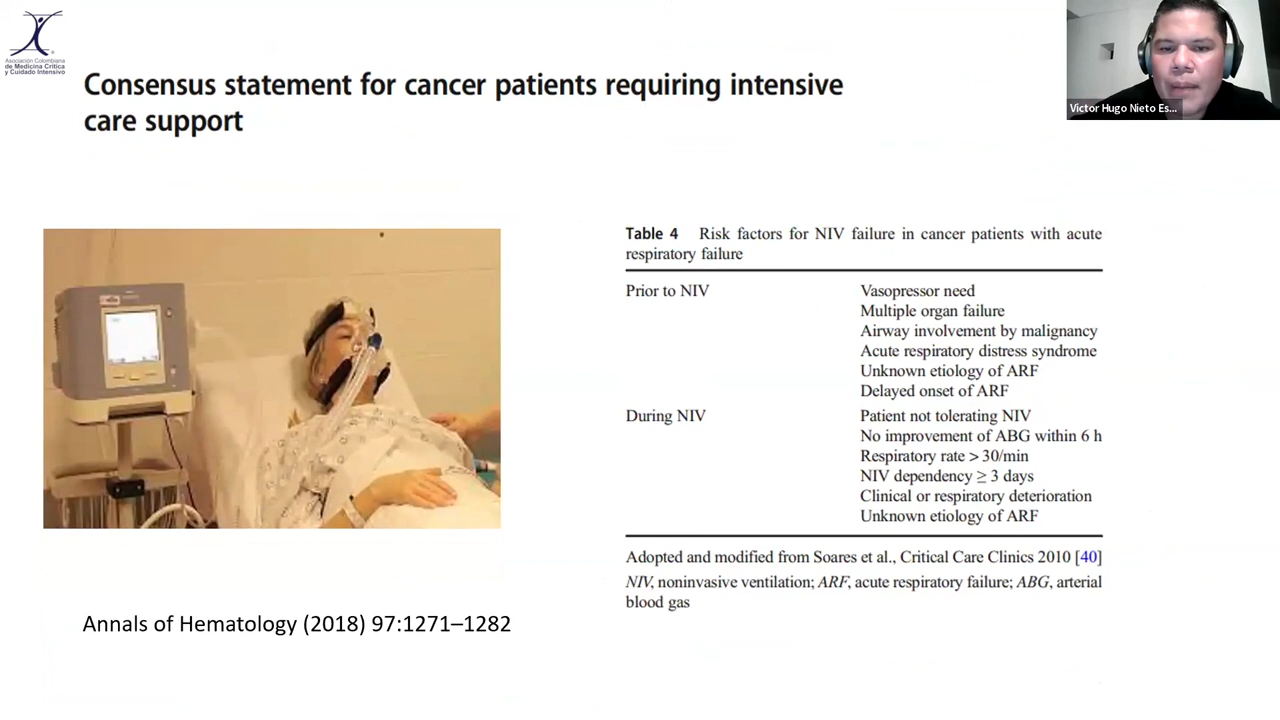 Asociación Colombiana
de Medicina Crítica
y Cuidado Intensivo
Consensus statement for cancer patients requiring intensive
care support
Victor Hugo Nieto Es...
Table 4 Risk factors for NIV failure in cancer patients with acute
respiratory failure
Prior to NIV Vasopressor need
Multiple organ failure
Airway involvement by malignancy
Acute respiratory distress syndrome
Unknown etiology of ARF
Delayed onset of ARF
During NIV Patient not tolerating NIV
No improvement of ABG within 6 h
Respiratory rate > 30/min
NIV dependency ≥ 3 days
Clinical or respiratory deterioration
Unknown etiology of ARF
Adopted and modified from Soares et al., Critical Care Clinics 2010 [40]
NIV, noninvasive ventilation; ARF, acute respiratory failure; ABG, arterial
blood gas
Annals of Hematology (2018) 97:1271–1282